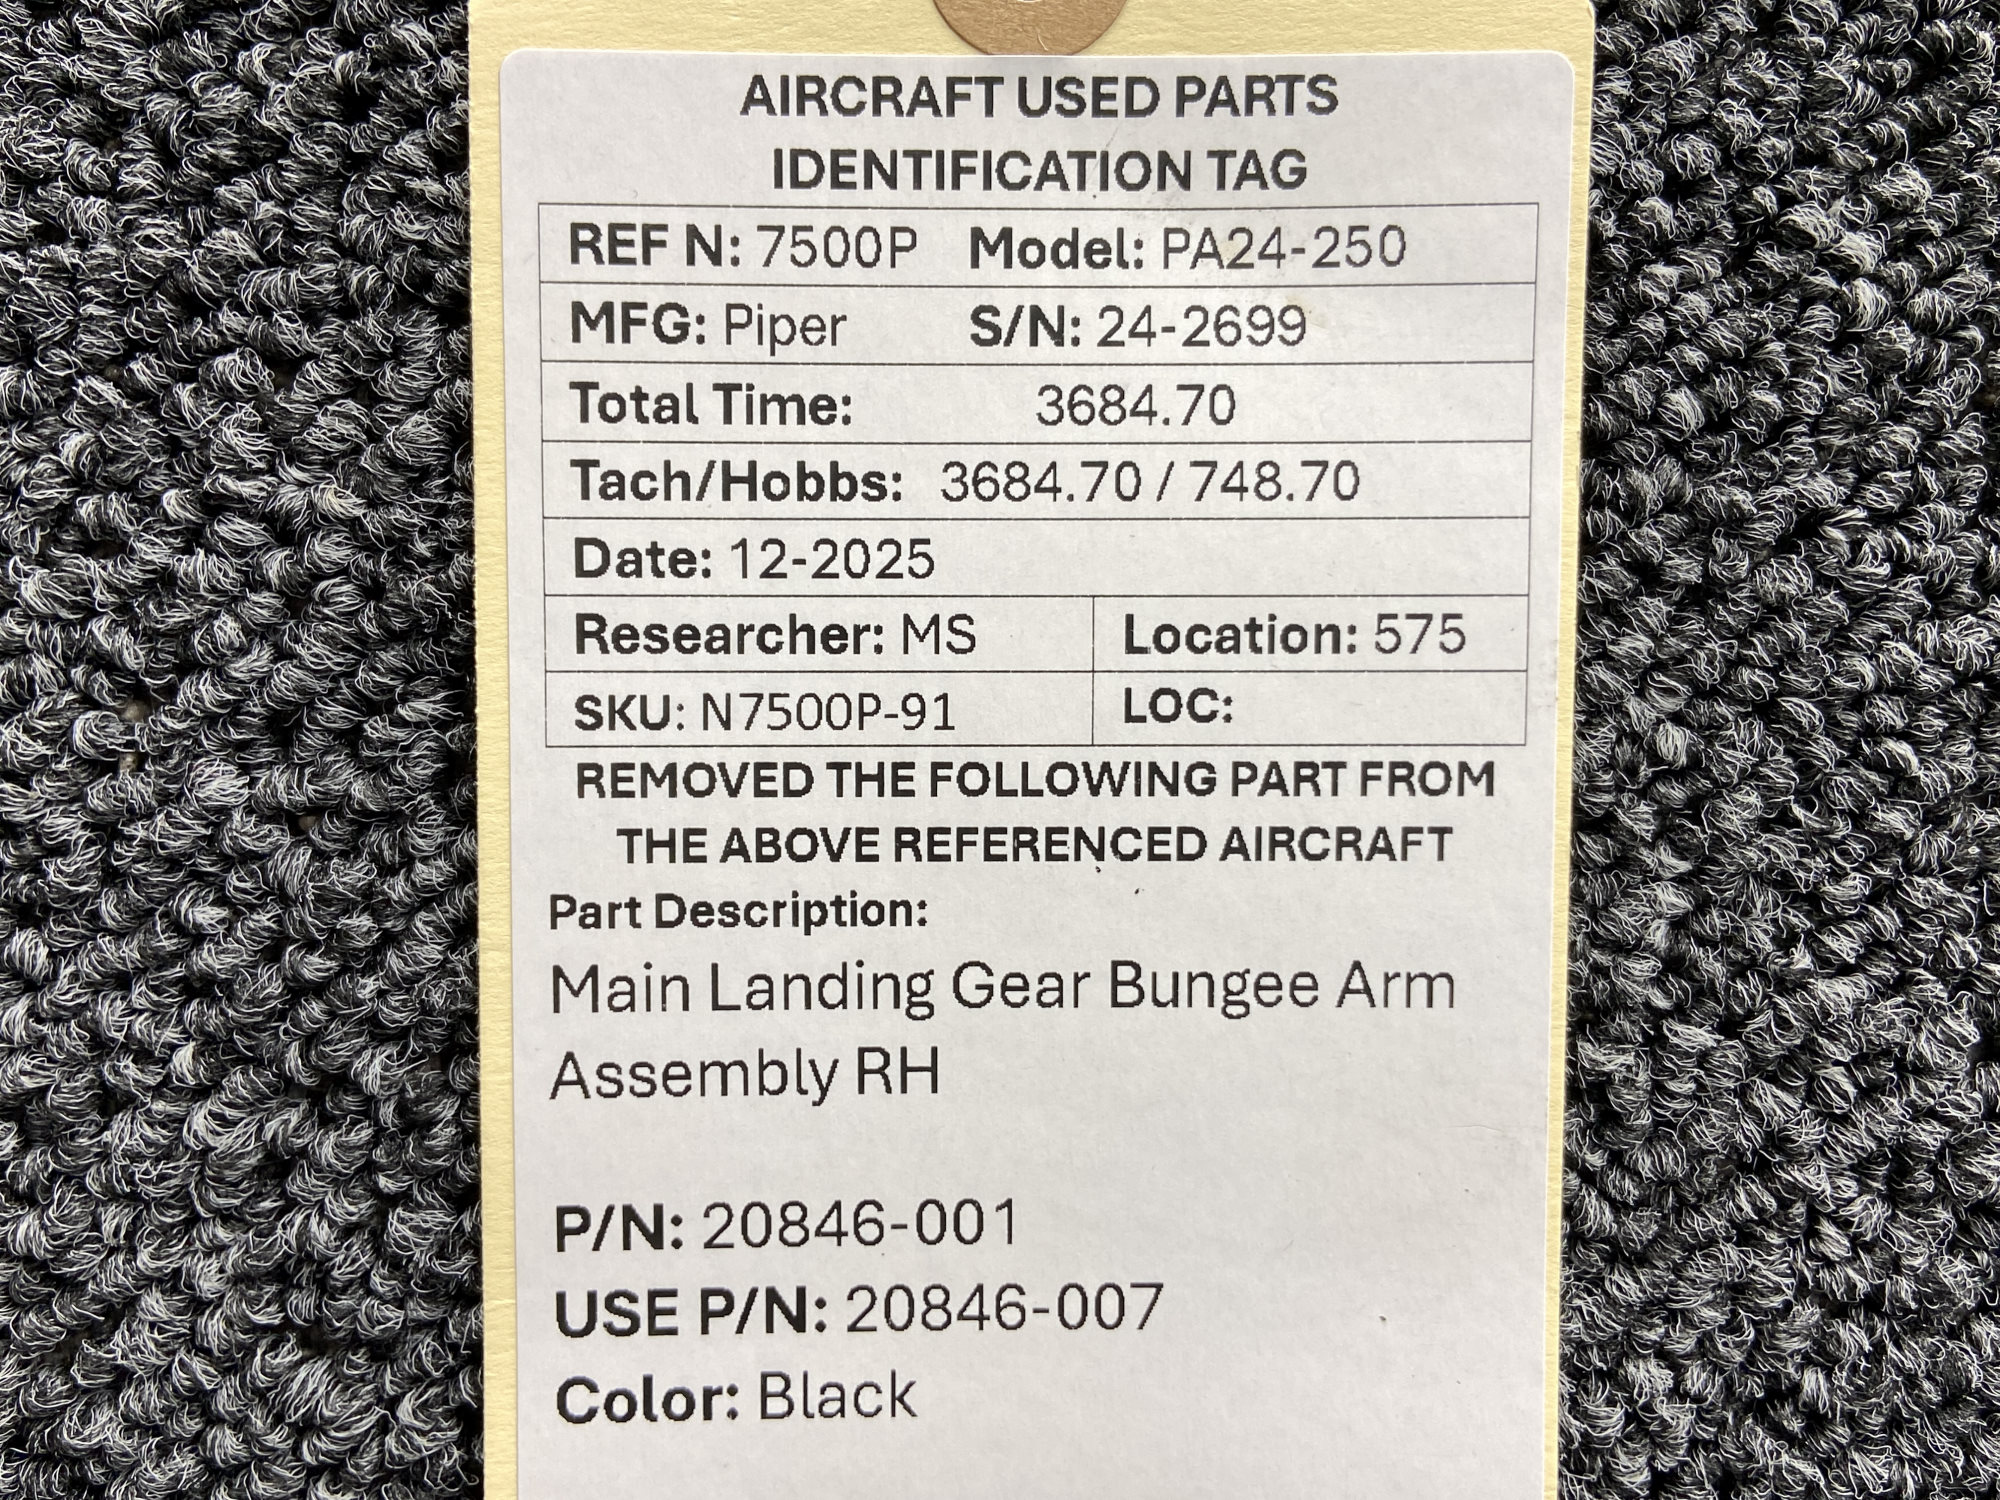 AIRCRAFT USED PARTS
IDENTIFICATION TAG
REF N: 7500P Model: PA24-250
MFG: Piper S/N: 24-2699
Total Time: 3684.70
Tach/Hobbs: 3684.70 / 748.70
Date: 12-2025
Researcher: MS Location: 575
SKU: N7500P-91 LOC:
REMOVED THE FOLLOWING PART FROM
THE ABOVE REFERENCED AIRCRAFT
Part Description:
Main Landing Gear Bungee Arm
Assembly RH
P/N: 20846-001
USE P/N: 20846-007
Color: Black